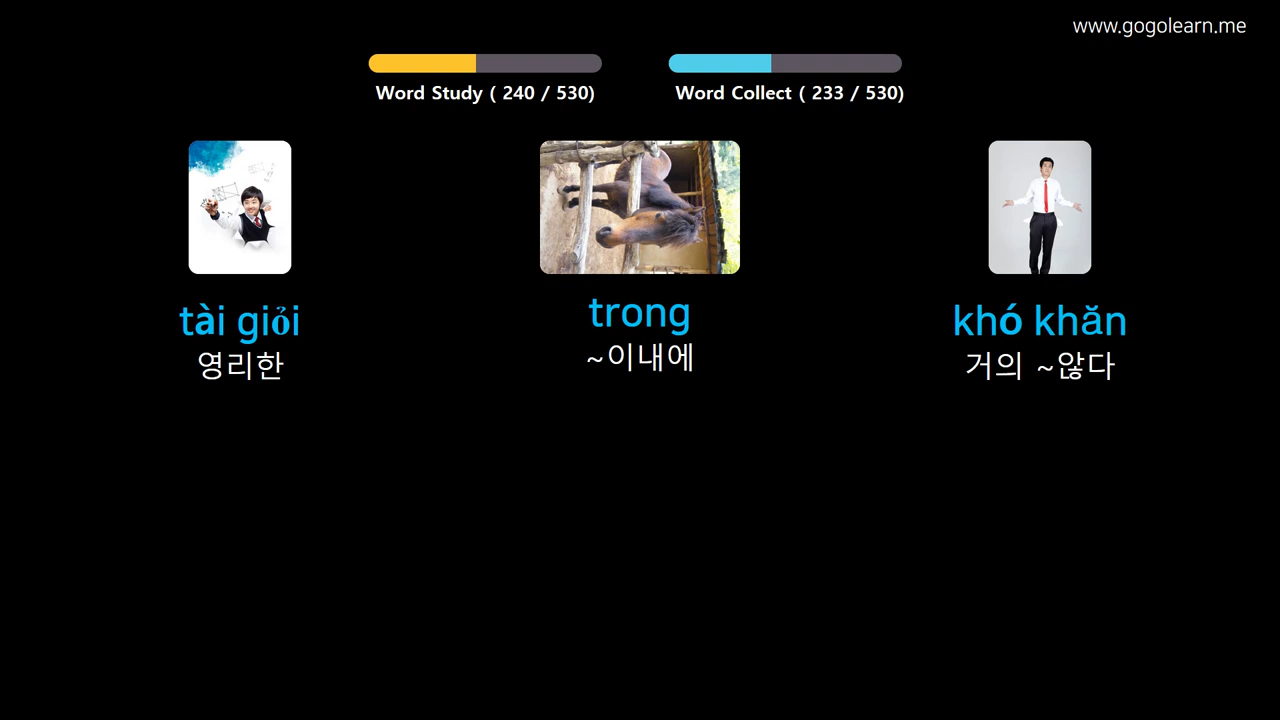 www.gogolearn.me
Word Study ( 240 / 530)
Word Collect ( 233 / 530)
tài giỏi
영리한
trong
~이내에
khó khăn
거의 ~않다